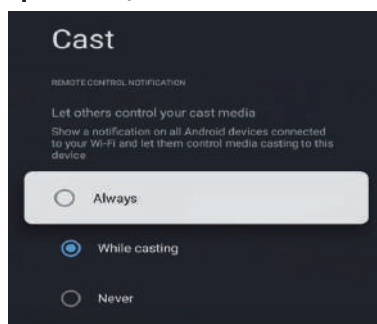 Cast
REMOTE CONTROL NOTIFICATION
Let others control your cast media
Show a notification on all Android devices connected
to your Wi-Fi and let them control media casting to this
device
Always
While casting
Never